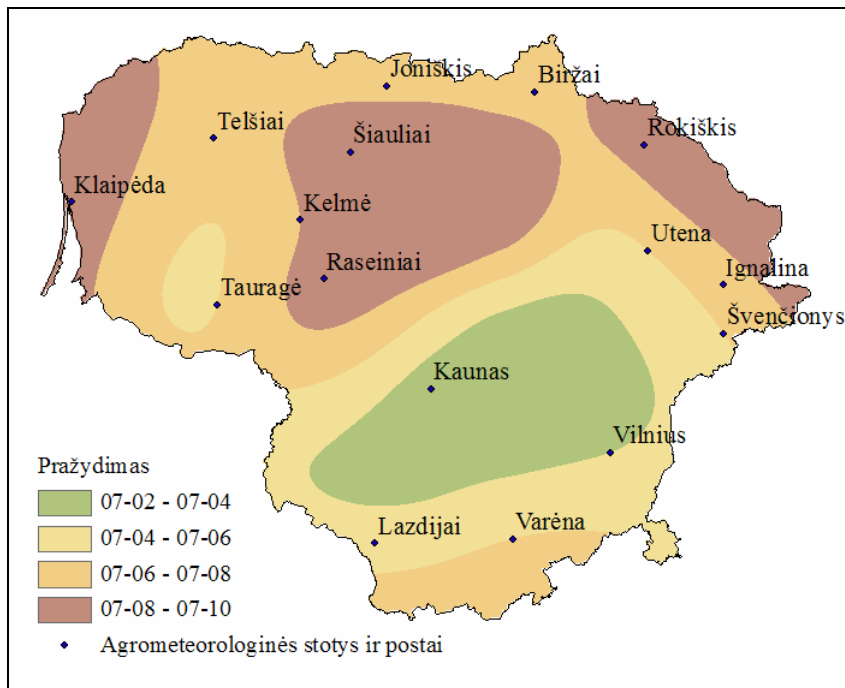 Joniškis
Biržai
Telšiai
Šiauliai
Rokiškis
Klaipėda
Kelmė
Utena
Raseiniai
Ignalina
Tauragė
Švenčionys
Kaunas
Vilnius
Pražydimas
07-02 - 07-04
07-04 - 07-06
Lazdijai
Varėna
07-06 - 07-08
07-08 - 07-10
Agrometeorologinės stotys ir postai